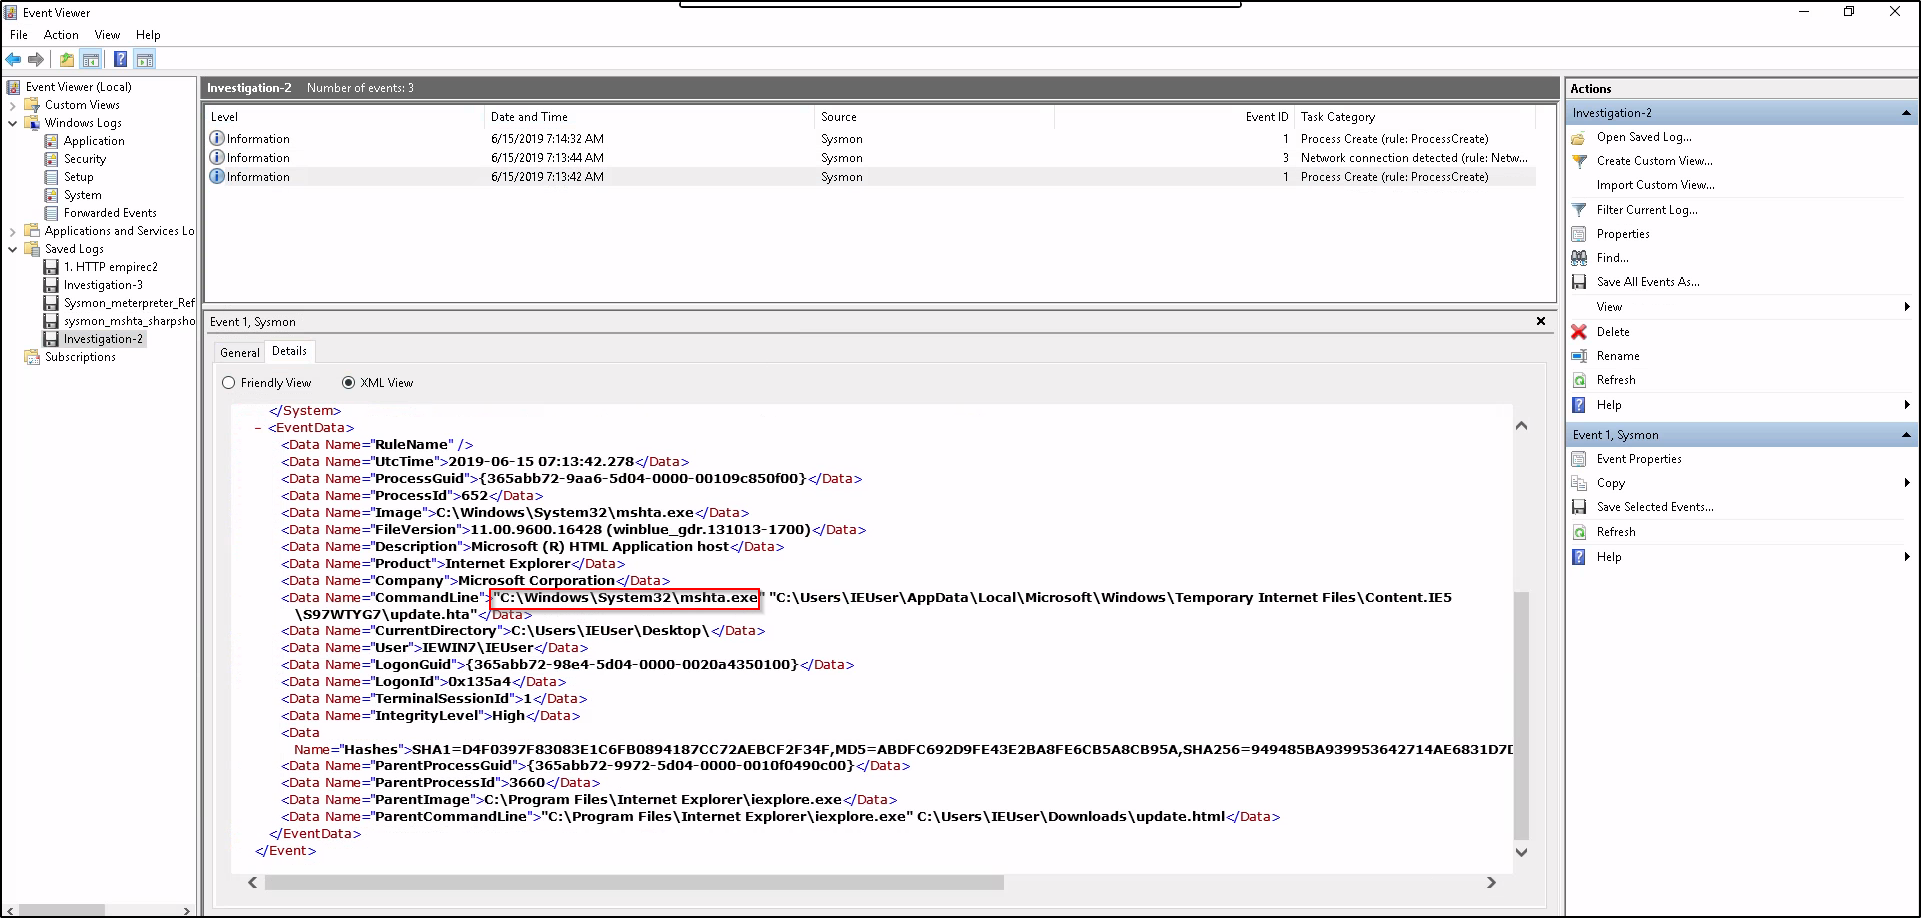 Event Viewer
File Action View Help
Event Viewer (Local)
Custom Views
Windows Logs
Application
Security
Setup
System
Forwarded Events
Applications and Services Lo
Saved Logs
1. HTTP empirec2
Investigation-3
Sysmon_meterpreter_Ref
sysmon_mshta_sharpsho
Investigation-2
Subscriptions
Investigation-2 Number of events: 3
Level Date and Time Source Event ID Task Category
Information 6/15/2019 7:14:32 AM Sysmon 1 Process Create (rule: ProcessCreate)
Information 6/15/2019 7:13:44 AM Sysmon 3 Network connection detected (rule: Netw...
Information 6/15/2019 7:13:42 AM Sysmon 1 Process Create (rule: ProcessCreate)
Event 1, Sysmon
General Details
Friendly View XML View
</System>
- <EventData>
<Data Name="RuleName" />
<Data Name="UtcTime">2019-06-15 07:13:42.278</Data>
<Data Name="ProcessGuid">{365abb72-9aa6-5d04-0000-00109c850f00}</Data>
<Data Name="ProcessId">652</Data>
<Data Name="Image">C:\Windows\System32\mshta.exe</Data>
<Data Name="FileVersion">11.00.9600.16428 (winblue_gdr.131013-1700)</Data>
<Data Name="Description">Microsoft (R) HTML Application host</Data>
<Data Name="Product">Internet Explorer</Data>
<Data Name="Company">Microsoft Corporation</Data>
<Data Name="CommandLine">"C:\Windows\System32\mshta.exe" "C:\Users\IEUser\AppData\Local\Microsoft\Windows\Temporary Internet Files\Content.IE5
\S97WTYG7\update.hta"</Data>
<Data Name="CurrentDirectory">C:\Users\IEUser\Desktop\</Data>
<Data Name="User">IEWIN7\IEUser</Data>
<Data Name="LogonGuid">{365abb72-98e4-5d04-0000-0020a4350100}</Data>
<Data Name="LogonId">0x135a4</Data>
<Data Name="TerminalSessionId">1</Data>
<Data Name="IntegrityLevel">High</Data>
<Data
Name="Hashes">SHA1=D4F0397F83083E1C6FB0894187CC72AEBCF2F34F,MD5=ABDFC692D9FE43E2BA8FE6CB5A8CB95A,SHA256=949485BA939953642714AE6831D7D
<Data Name="ParentProcessGuid">{365abb72-9972-5d04-0000-0010f0490c00}</Data>
<Data Name="ParentProcessId">3660</Data>
<Data Name="ParentImage">C:\Program Files\Internet Explorer\iexplore.exe</Data>
<Data Name="ParentCommandLine">"C:\Program Files\Internet Explorer\iexplore.exe" C:\Users\IEUser\Downloads\update.html</Data>
</EventData>
</Event>
Actions
Investigation-2
Open Saved Log...
Create Custom View...
Import Custom View...
Filter Current Log...
Properties
Find...
Save All Events As...
View
Delete
Rename
Refresh
Help
Event 1, Sysmon
Event Properties
Copy
Save Selected Events...
Refresh
Help